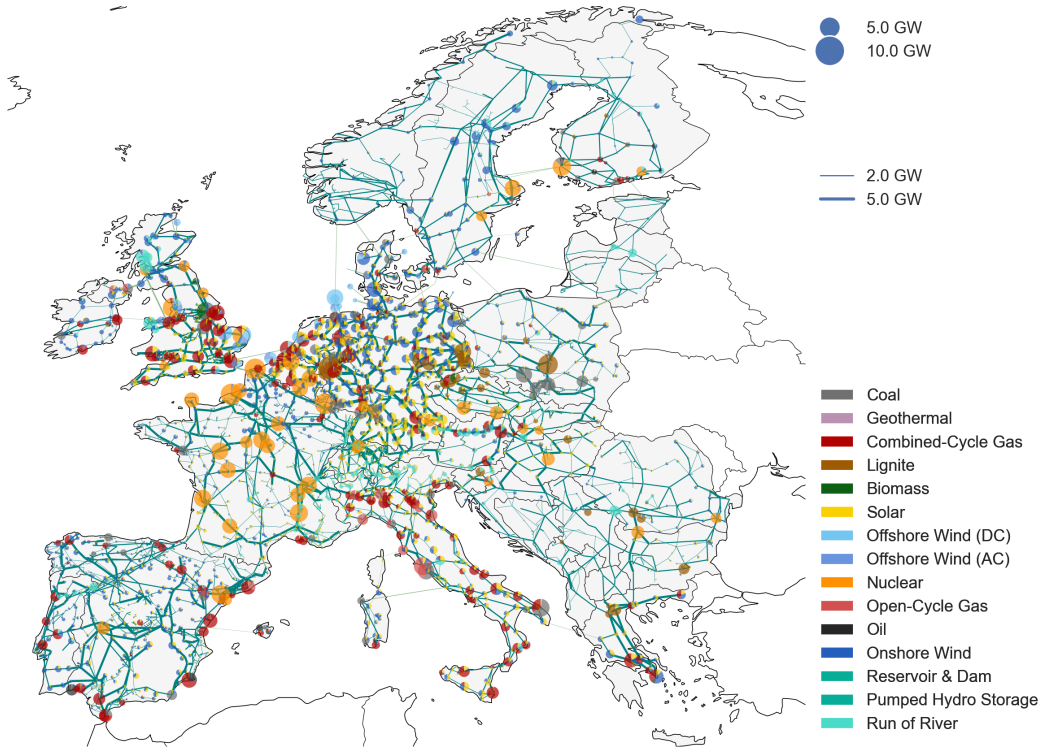 5.0 GW
10.0 GW
2.0 GW
5.0 GW
Coal
Geothermal
Combined-Cycle Gas
Lignite
Biomass
Solar
Offshore Wind (DC)
Offshore Wind (AC)
Nuclear
Open-Cycle Gas
Oil
Onshore Wind
Reservoir & Dam
Pumped Hydro Storage
Run of River